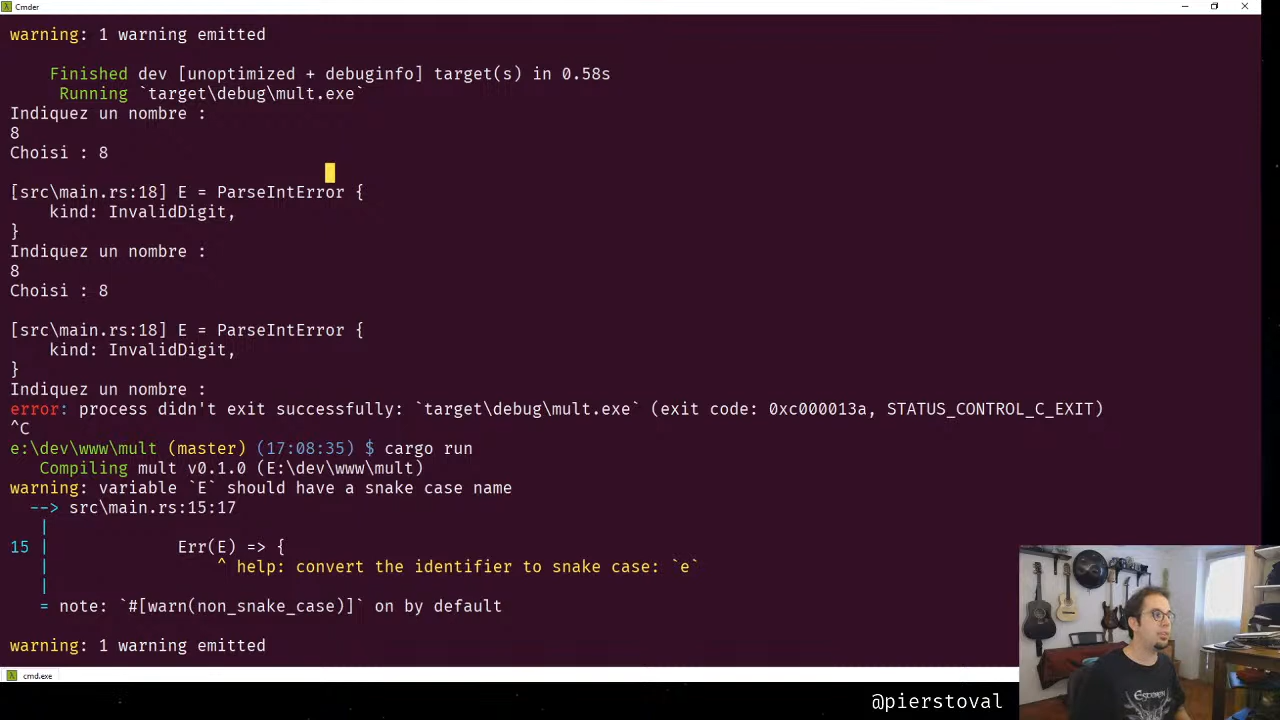 Cmder
warning: 1 warning emitted
Finished dev [unoptimized + debuginfo] target(s) in 0.58s
Running `target\debug\mult.exe`
Indiquez un nombre :
8
Choisi : 8
[src\main.rs:18] E = ParseIntError {
kind: InvalidDigit,
}
Indiquez un nombre :
8
Choisi : 8
[src\main.rs:18] E = ParseIntError {
kind: InvalidDigit,
}
Indiquez un nombre :
error: process didn't exit successfully: `target\debug\mult.exe` (exit code: 0xc000013a, STATUS_CONTROL_C_EXIT)
^C
e:\dev\www\mult (master) (17:08:35) $ cargo run
Compiling mult v0.1.0 (E:\dev\www\mult)
warning: variable `E` should have a snake case name
--> src\main.rs:15:17
|
15 | Err(E) => {
| ^ help: convert the identifier to snake case: `e`
|
= note: `#[warn(non_snake_case)]` on by default
warning: 1 warning emitted
cmd.exe
@pierstoval